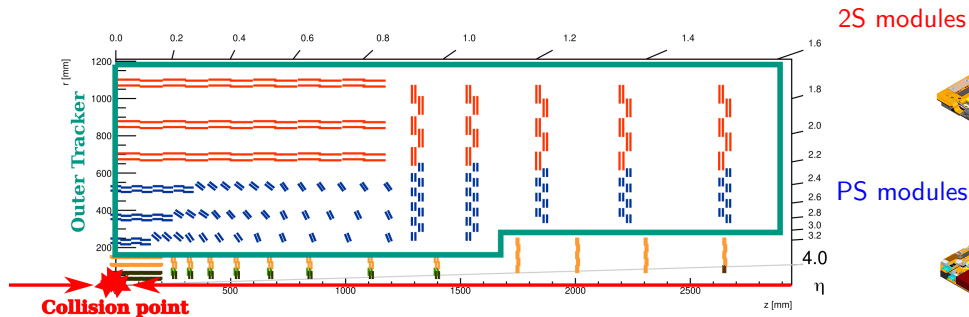 2S modules
0.0 0.2 0.4 0.6 0.8 1.0 1.2 1.4 1.6
1200
r [mm]
1000
1.8
800
2.0
2.2
600
2.4
PS modules
2.6
400
2.8
3.0
200
3.2
4.0
Outer Tracker
500 1000 1500 2000 2500
η
z [mm]
Collision point